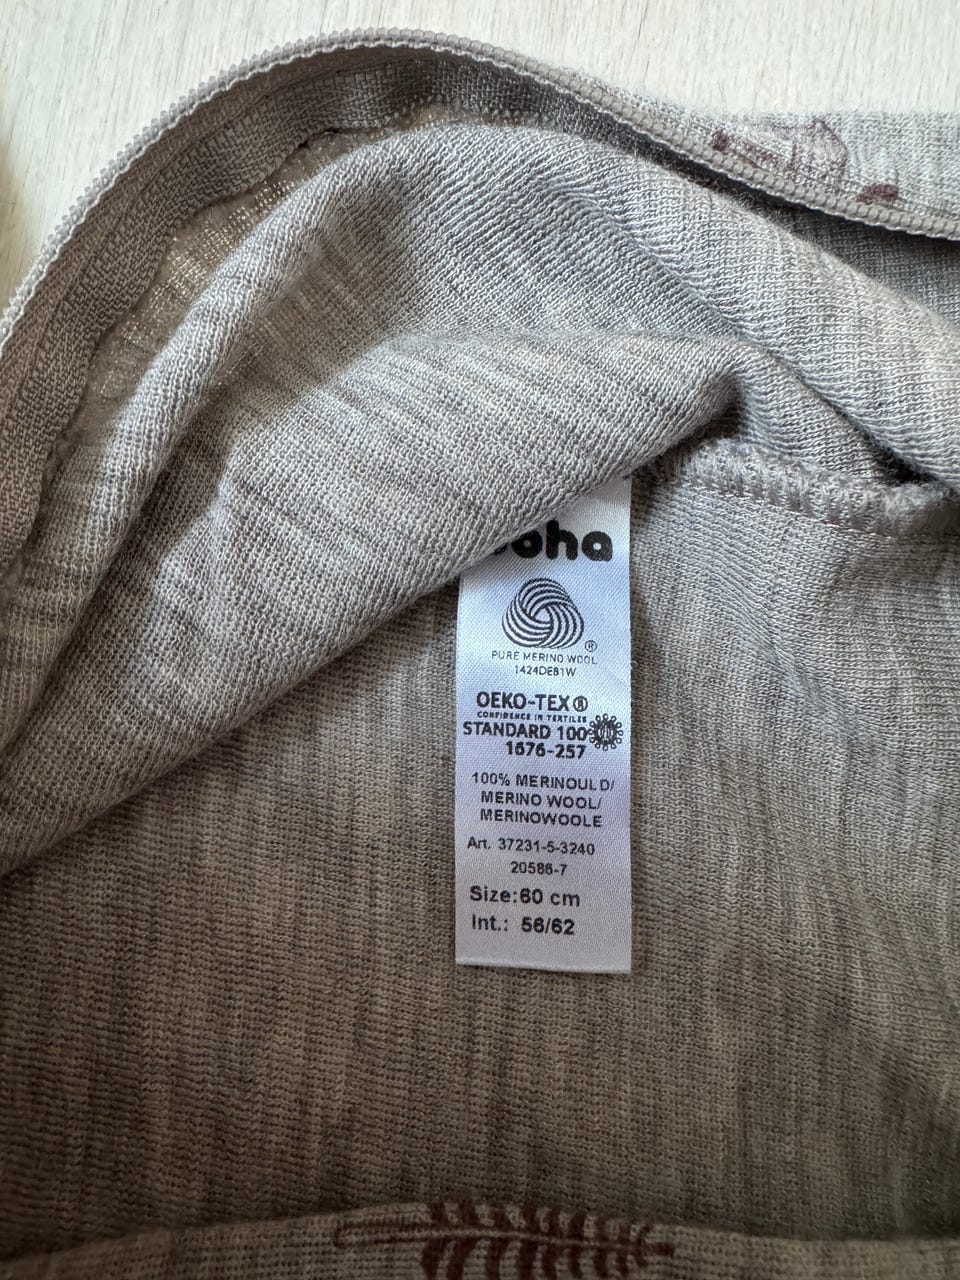 oha
®
PURE MERINO WOOL
1424DEB1W
OEKO-TEX®
CONFIDENCE IN TEXTILES
STANDARD 100
1676-257
100% MERINOULD/
MERINO WOOL/
MERINOWOOLE
Art. 37231-5-3240
20586-7
Size:60 cm
Int.: 56/62